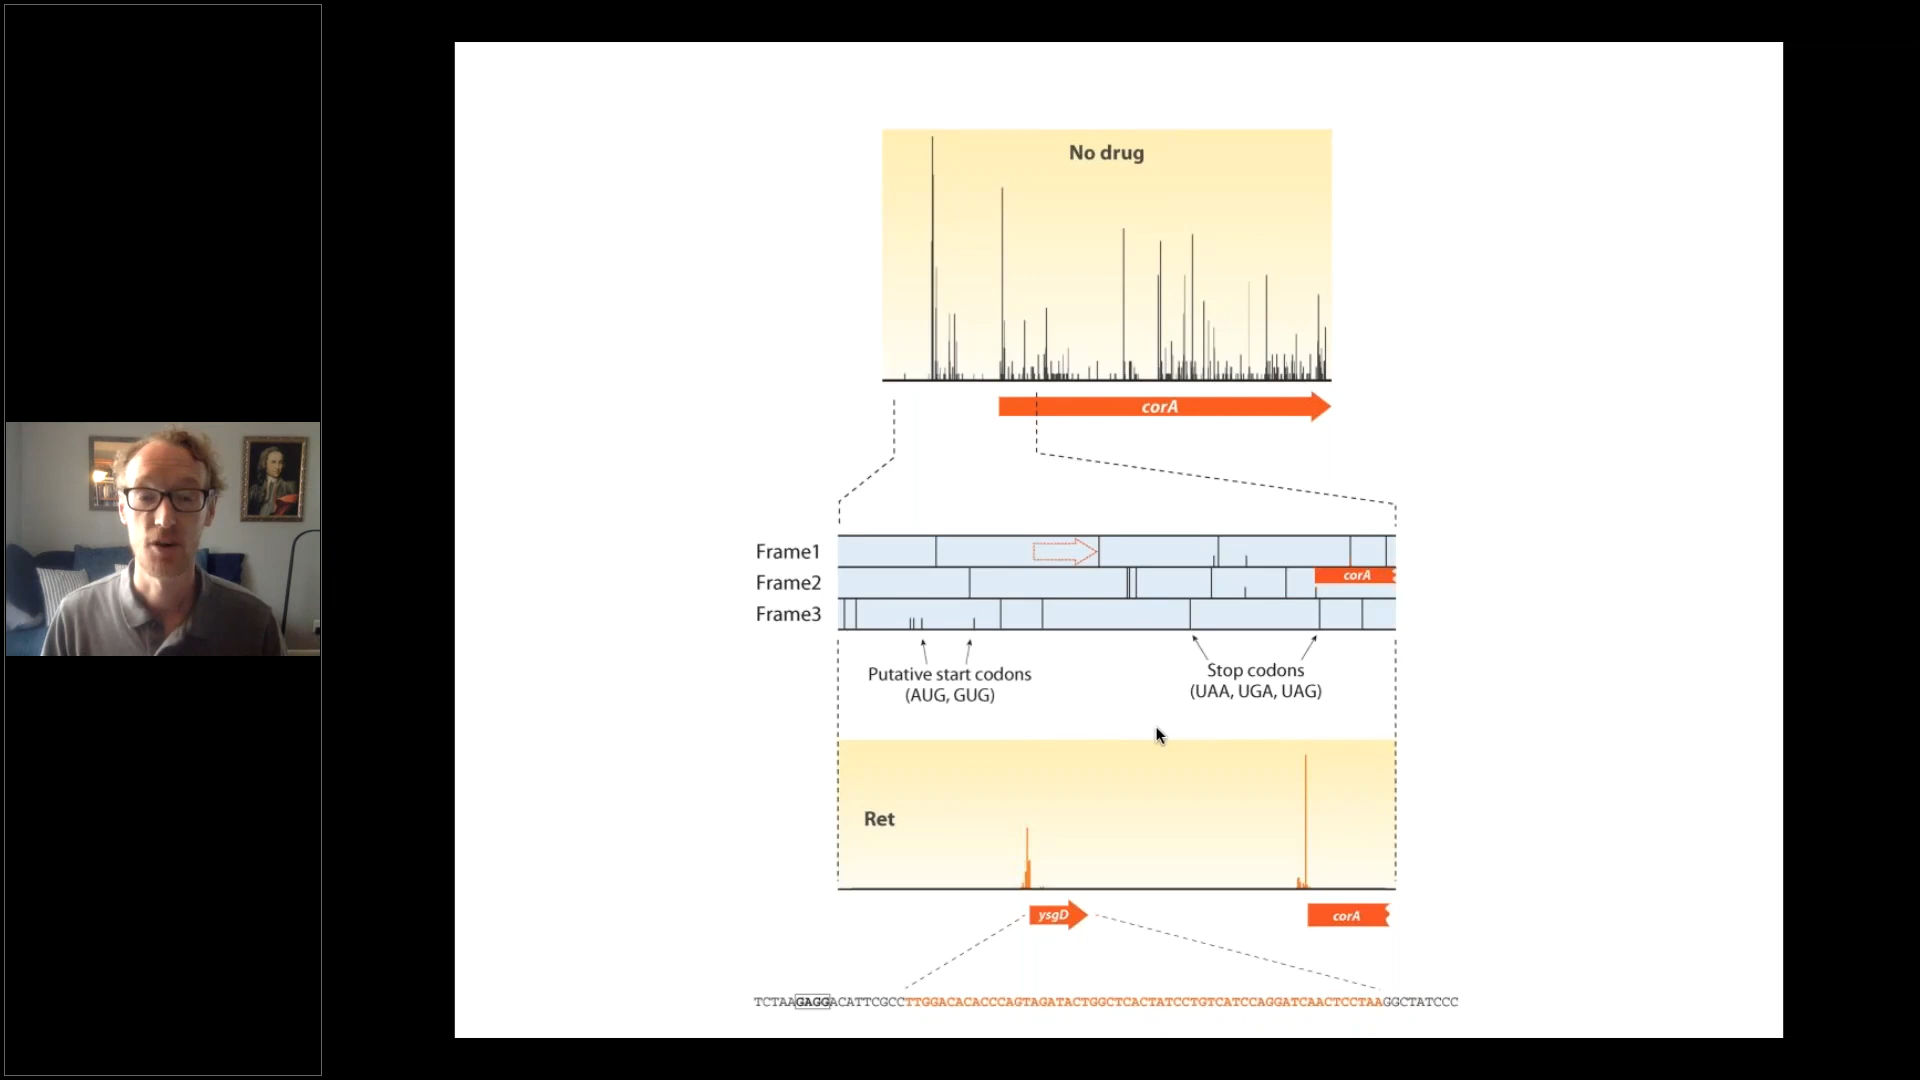 No drug
corA
Frame1
Frame2
corA
Frame3
Putative start codons
(AUG, GUG)
Stop codons
(UAA, UGA, UAG)
Ret
ysgD
corA
TCTAAGAGGACATTCGCCTTGGACACACCCAGTAGATACTGGCTCACTATCCTGTCATCCAGGATCAACTCCTAAGGCTATCCC